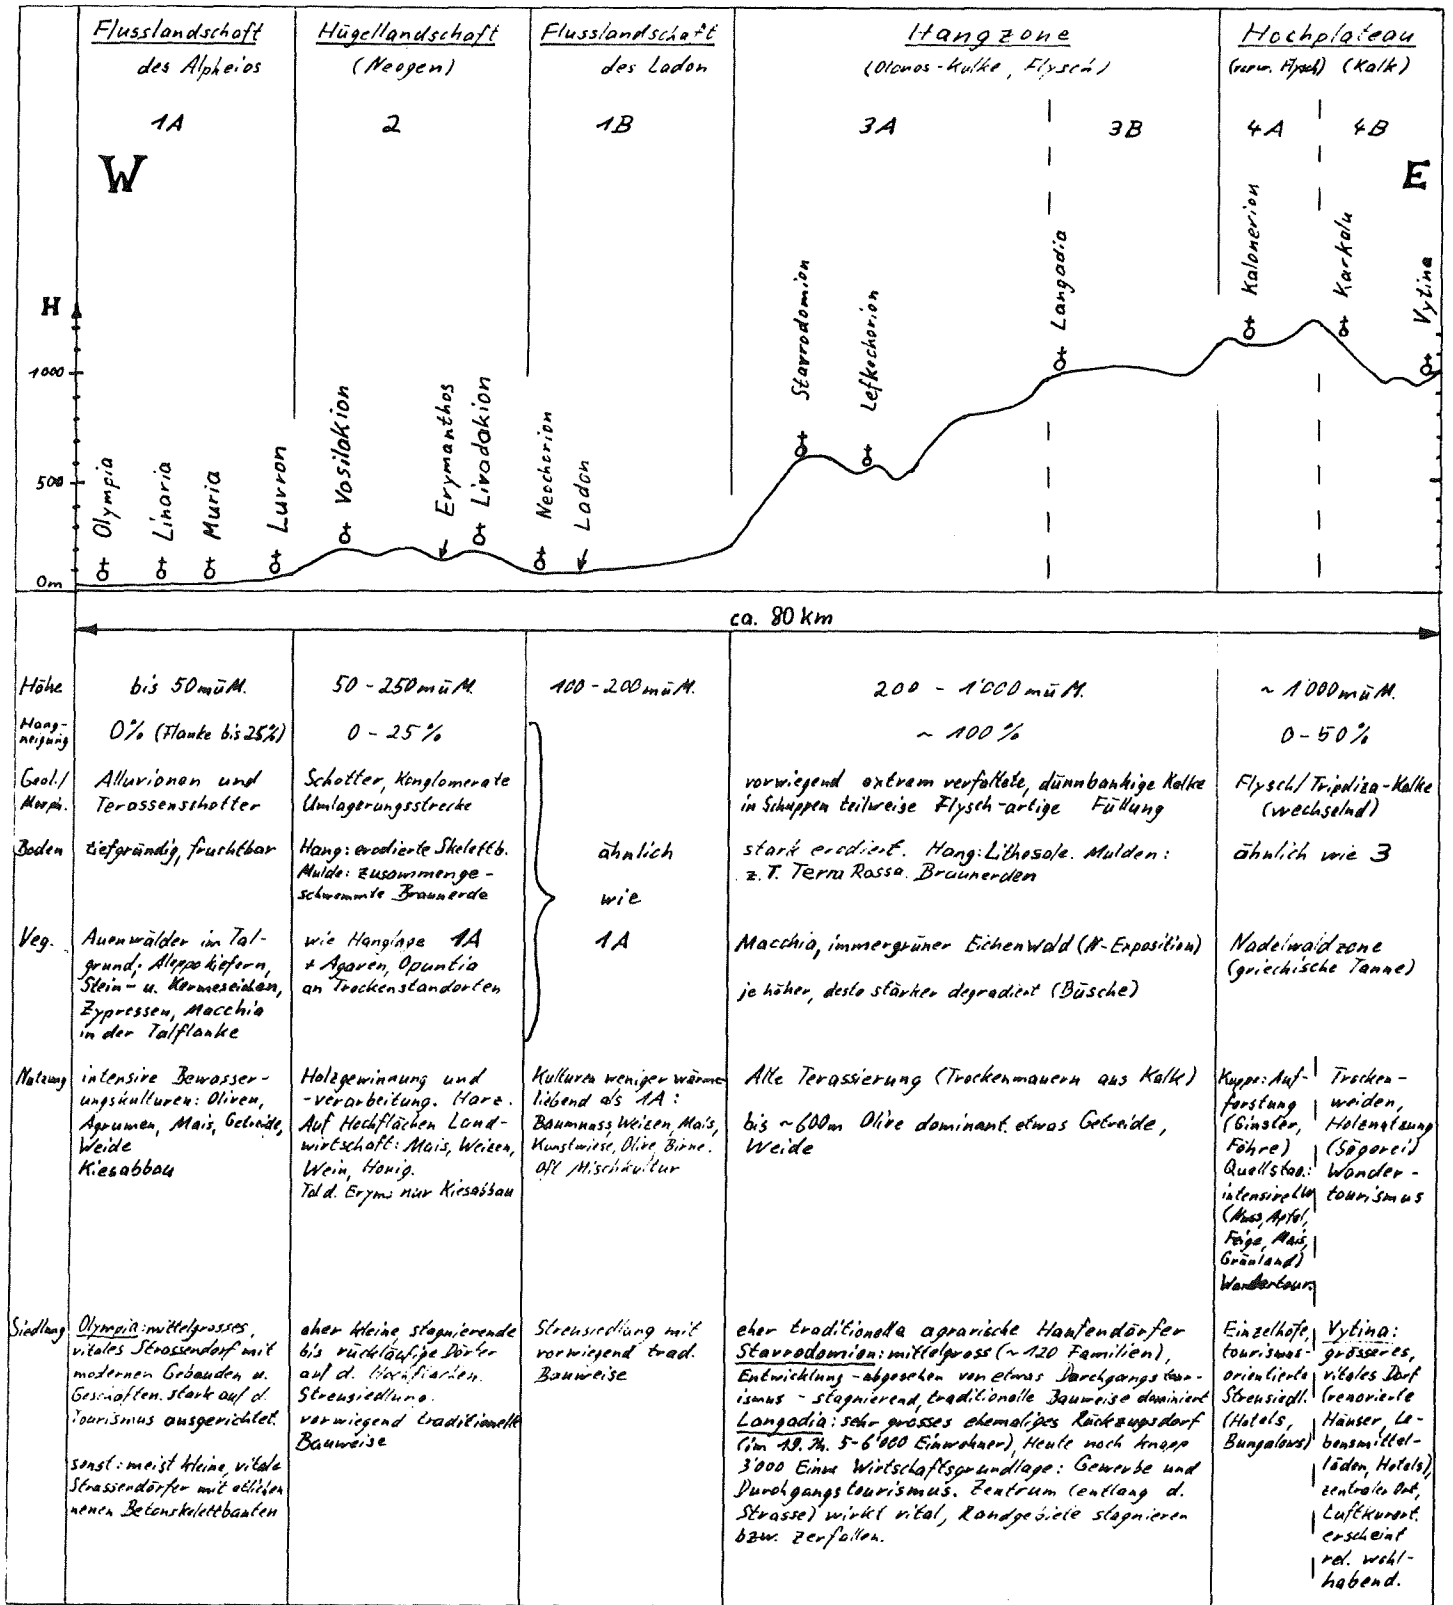 Flusslandschaft
des Alpheios
1A
Hügellandschaft
(Neogen)
2
Flusslandschaft
des Ladon
1B
Hangzone
(Olonos-Kalke, Flysch)
3A
3B
Hochplateau
Flysch) (Kalk)
4A
4B
W
E
H
1000
500
0m
Olympia
Linaria
Muria
Luvron
Vasilakion
Erymanthos
Livadakion
Neochorion
Ladon
Stavrodomion
Lefkochorion
Langadia
Kalonerion
Karkalu
Vytina
ca. 80 km
Höhe
bis 50 mü M.
50-250 mü M.
100-200 mü M.
200 - 1'000 mü M.
~ 1'000 mü M.
Hang-
neigung
0% (Flanke bis 25%)
0 - 25%
~ 100%
0-50%
Geol./
Morph.
Alluvionen und
Terassenschotter
Schotter, Konglomerate
Umlagerungsstrecke
vorwiegend extrem verfaltete, dünnbankige Kalke
in Schuppen teilweise Flysch-artige Füllung
Flysch/Tripoliza-Kalke
(wechselnd)
Boden
tiefgründig, fruchtbar
Hang: erodierte Skelettb.
Mulde: zusammenge-
schwemmte Braunerde
ähnlich
wie
1A
stark erodiert. Hang: Lithosole. Mulden:
z.T. Terra Rossa. Braunerden
ähnlich wie 3
Veg.
Auenwälder im Tal-
grund; Aleppokiefern,
Stein- u. Kermeseichen,
Zypressen, Macchia
in der Talflanke
wie Hanglage 1A
+ Agaven, Opuntia
an Trockenstandorten
Macchia, immergrüner Eichenwald (N-Exposition)
je höher, desto stärker degradiert (Büsche)
Nadelwaldzone
(griechische Tanne)
Nutzung
intensive Bewässer-
ungskulturen: Oliven,
Agrumen, Mais, Getreide,
Weide
Kiesabbau
Holzgewinnung und
-verarbeitung. Harz.
Auf Hochflächen Land-
wirtschaft: Mais, Weizen,
Wein, Honig.
Tal d. Erym: nur Kiesabbau
Kulturen weniger wärme-
liebend als 1A:
Baumnuss, Weizen, Mais,
Kunstwiese, Olive, Birne.
oft Mischkultur
Alte Terassierung (Trockenmauern aus Kalk)
bis ~600m Olive dominant. etwas Getreide,
Weide
Kuppe: Auf-
forstung
(Ginster,
Föhre)
Quellstan:
intensive LW
(Nuss, Apfel,
Feige, Mais,
Grünland)
Wandertour.
Trocken-
weiden,
Holznutzung
(Sägerei)
Wander-
tourismus
Siedlung
Olympia: mittelgrosses,
vitales Strassendorf mit
modernen Gebäuden u.
Geschäften. stark auf d.
Tourismus ausgerichtet.
sonst: meist kleine, vitale
Strassendörfer mit etlichen
neuen Betonskelettbauten
eher kleine, stagnierende
bis rückläufige Dörfer
auf d. Hochflächen.
Streusiedlung.
vorwiegend traditionelle
Bauweise
Streusiedlung mit
vorwiegend trad.
Bauweise
eher traditionelle agrarische Haufendörfer
Stavrodomion: mittelgross (~120 Familien),
Entwicklung - abgesehen von etwas Durchgangstour-
ismus - stagnierend, traditionelle Bauweise dominiert
Langadia: sehr grosses ehemaliges Rückzugsdorf
(im 19. Jh. 5-6'000 Einwohner), Heute noch knapp
3'000 Einw. Wirtschaftsgrundlage: Gewerbe und
Durchgangstourismus. Zentrum (entlang d.
Strasse) wirkt vital, Randgebiete stagnieren
bzw. zerfallen.
Einzelhöfe,
tourismus-
orientierte
Streusiedl.
(Hotels,
Bungalows)
Vytina:
grösseres,
vitales Dorf
(renovierte
Häuser, Le-
bensmittel-
läden, Hotels),
zentraler Ort,
Luftkurort.
erscheint
rel. wohl-
habend.